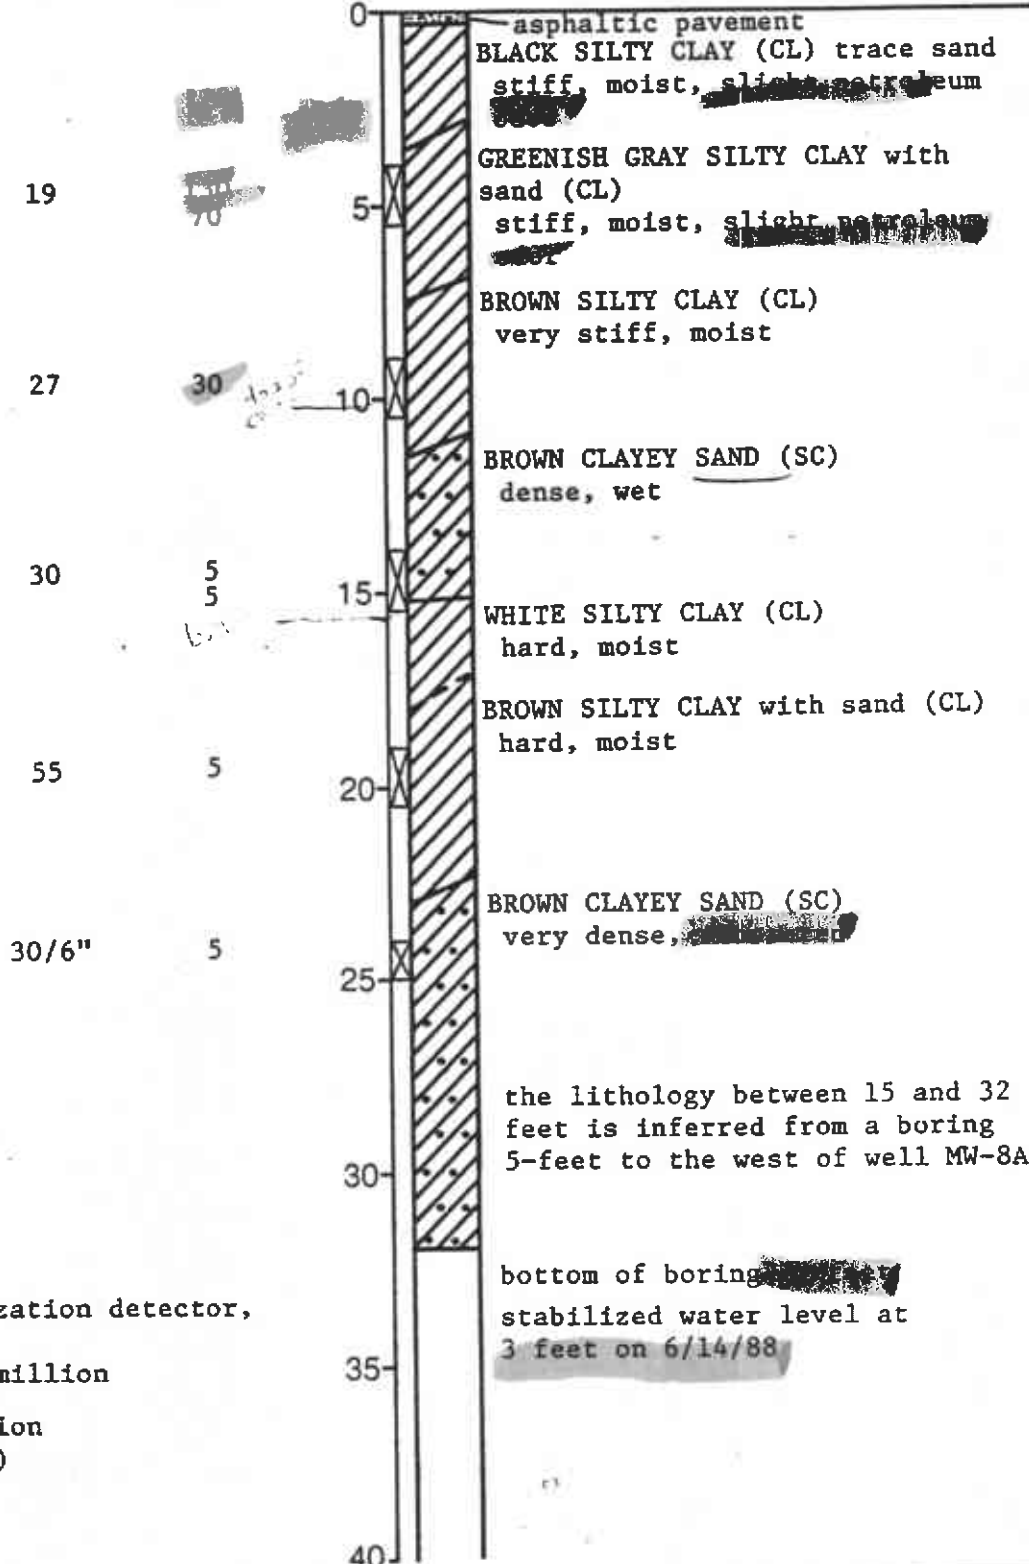 0
asphaltic pavement
BLACK SILTY CLAY (CL) trace sand
stiff, moist, slight petroleum
GREENISH GRAY SILTY CLAY with
19
sand (CL)
5
stiff, moist, slight petroleum
odor
BROWN SILTY CLAY (CL)
very stiff, moist
27 30
10
BROWN CLAYEY SAND (SC)
dense, wet
30 5
5
15
WHITE SILTY CLAY (CL)
hard, moist
BROWN SILTY CLAY with sand (CL)
hard, moist
55 5
20
BROWN CLAYEY SAND (SC)
very dense,
30/6" 5
25
the lithology between 15 and 32
feet is inferred from a boring
5-feet to the west of well MW-8A
30
bottom of boring
zation detector,
stabilized water level at
3 feet on 6/14/88
35
million
ion
)
40